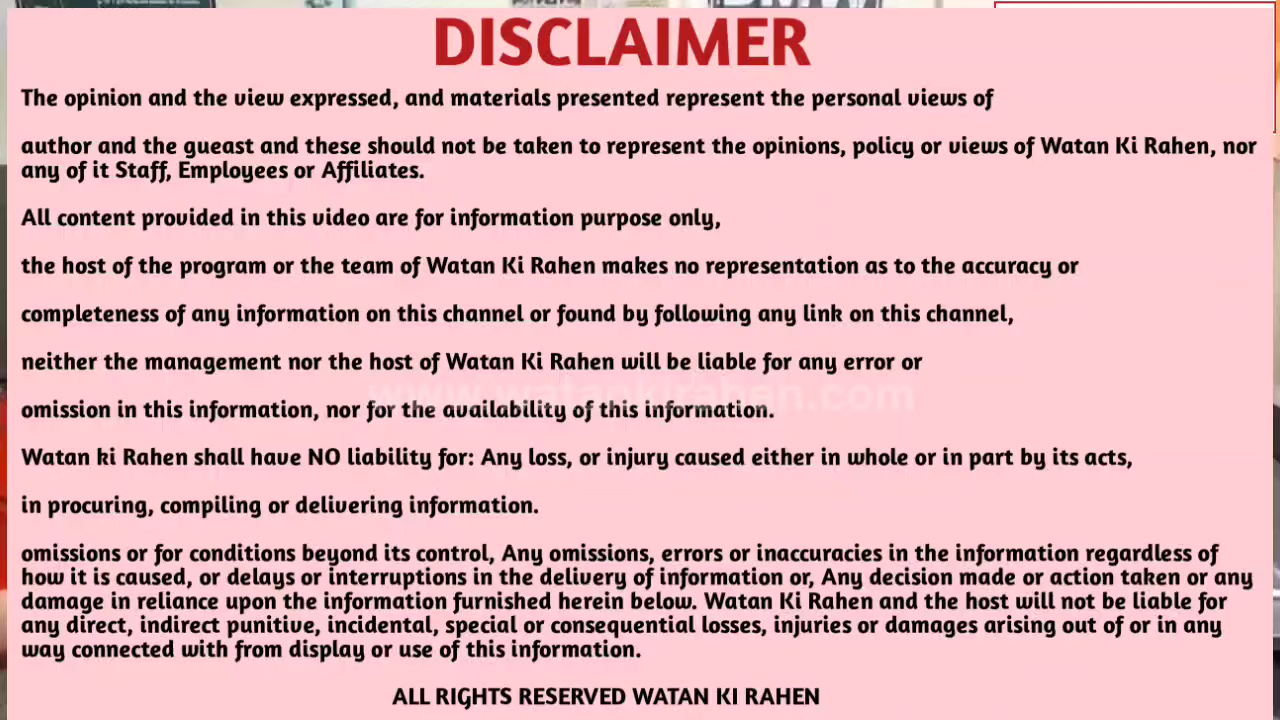 DISCLAIMER
The opinion and the view expressed, and materials presented represent the personal views of
author and the gueast and these should not be taken to represent the opinions, policy or views of Watan Ki Rahen, nor
any of it Staff, Employees or Affiliates.
All content provided in this video are for information purpose only,
the host of the program or the team of Watan Ki Rahen makes no representation as to the accuracy or
completeness of any information on this channel or found by following any link on this channel,
neither the management nor the host of Watan Ki Rahen will be liable for any error or
www.watankirahen.com
omission in this information, nor for the availability of this information.
Watan ki Rahen shall have NO liability for: Any loss, or injury caused either in whole or in part by its acts,
in procuring, compiling or delivering information.
omissions or for conditions beyond its control, Any omissions, errors or inaccuracies in the information regardless of
how it is caused, or delays or interruptions in the delivery of information or, Any decision made or action taken or any
damage in reliance upon the information furnished herein below. Watan Ki Rahen and the host will not be liable for
any direct, indirect punitive, incidental, special or consequential losses, injuries or damages arising out of or in any
way connected with from display or use of this information.
ALL RIGHTS RESERVED WATAN KI RAHEN